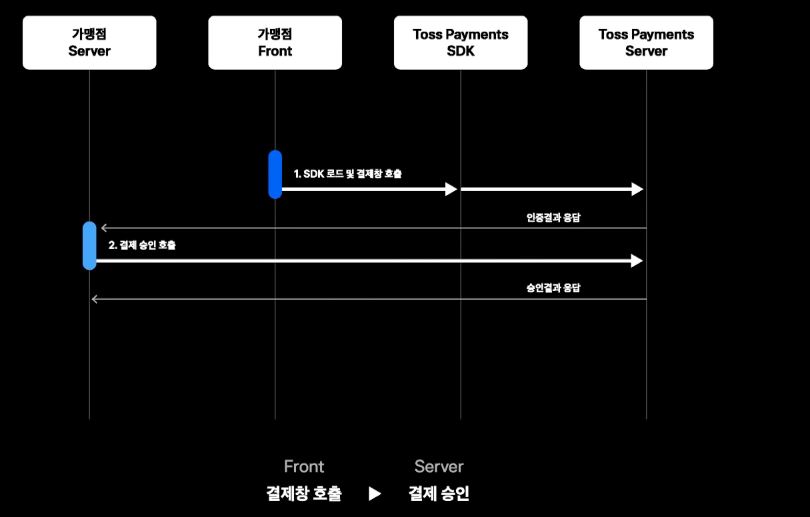 가맹점
Server
가맹점
Front
Toss Payments
SDK
Toss Payments
Server
1. SDK 로드 및 결제창 호출
인증결과 응답
2. 결제 승인 호출
승인결과 응답
Front
Server
결제창 호출
결제 승인